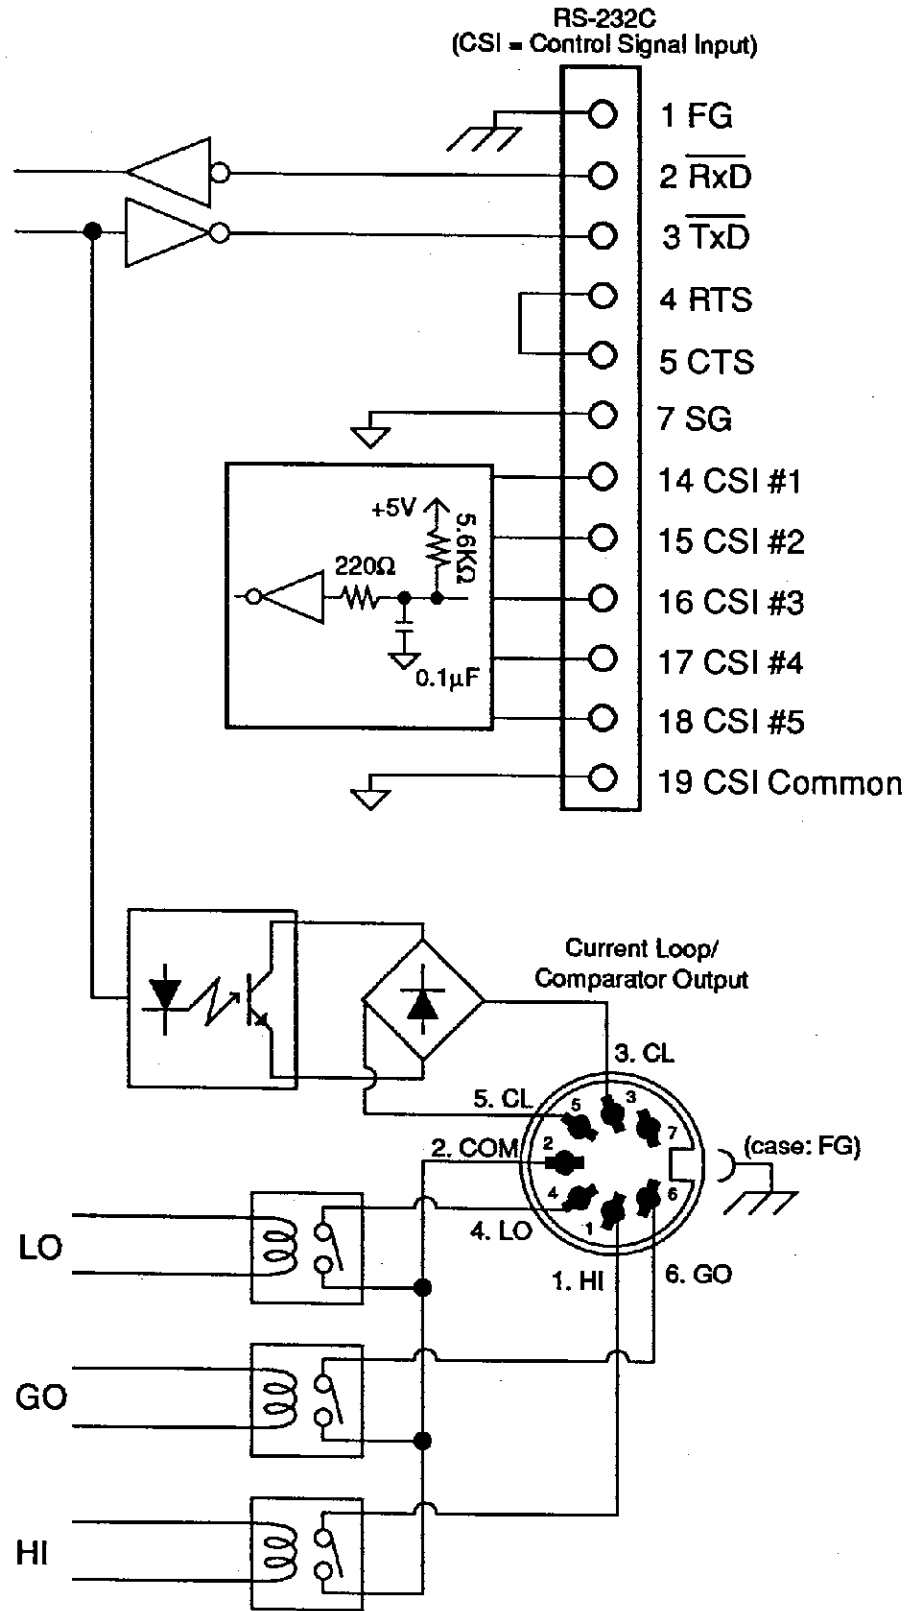 RS-232C
(CSI = Control Signal Input)
1 FG
2 RxD
3 TxD
4 RTS
5 CTS
7 SG
14 CSI #1
+5V
5.6KΩ
15 CSI #2
220Ω
16 CSI #3
17 CSI #4
0.1µF
18 CSI #5
19 CSI Common
Current Loop/
Comparator Output
3. CL
5. CL
5
3
7
2. COM
2
(case: FG)
4
6
1
4. LO
LO
1. HI
6. GO
GO
HI